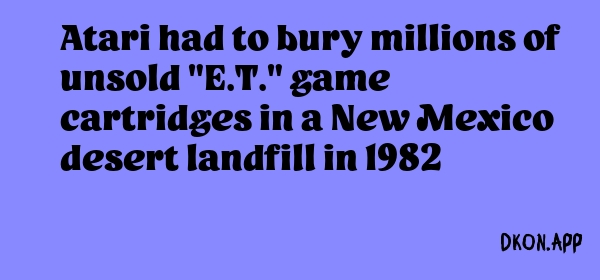 Atari had to bury millions of
unsold "E.T." game
cartridges in a New Mexico
desert landfill in 1982
DKON.APP